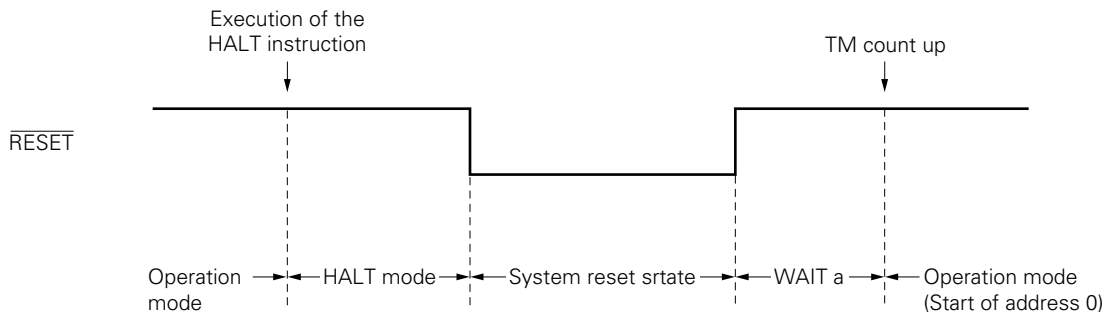 Execution of the
HALT instruction
TM count up
RESET
Operation
mode
HALT mode
System reset srtate
WAIT a
Operation mode
(Start of address 0)